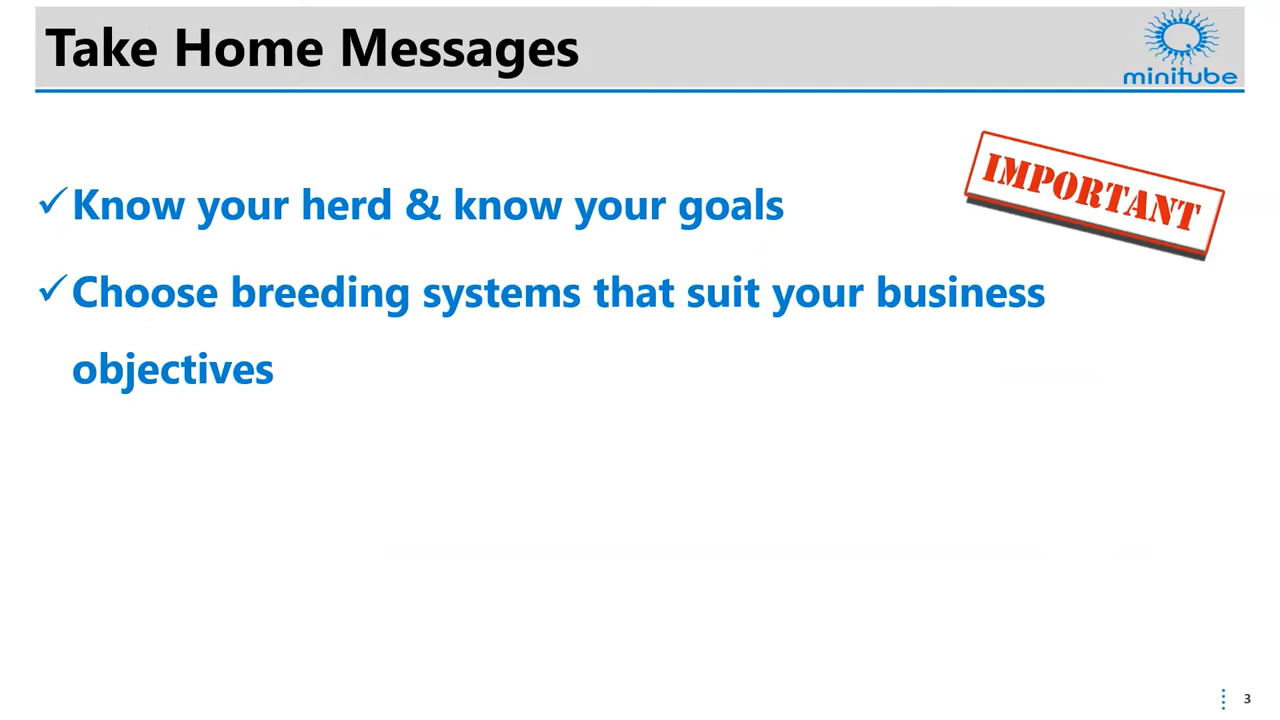 Take Home Messages
minitube
IMPORTANT
✓Know your herd & know your goals
✓Choose breeding systems that suit your business
objectives
3